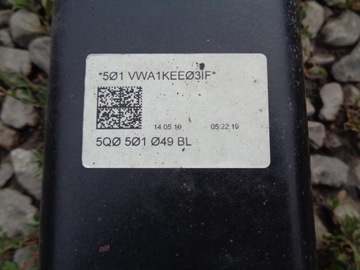 *5Ø1 VWA1KEEØ3IF*
14.05.19 05:22 19
5QØ 5Ø1 Ø49 BL